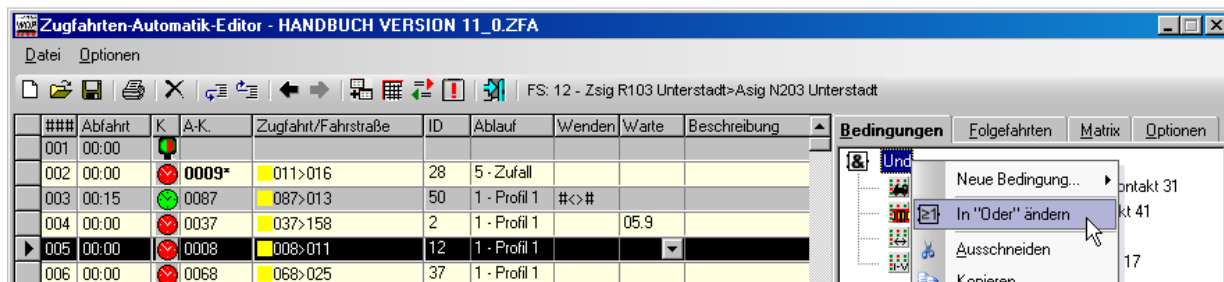 Zugfahrten-Automatik-Editor - HANDBUCH VERSION 11_0.ZFA
Datei Optionen
FS: 12 - Zsig R103 Unterstadt>Asig N203 Unterstadt
### Abfahrt K A-K. Zugfahrt/Fahrstraße ID Ablauf Wenden Warte Beschreibung
001 00:00
002 00:00 0009* 011>016 28 5 - Zufall
003 00:15 0087 087>013 50 1 - Profil 1 #<>#
004 00:00 0037 037>158 2 1 - Profil 1 05.9
005 00:00 0008 008>011 12 1 - Profil 1
006 00:00 0068 068>025 37 1 - Profil 1
Bedingungen Folgefahrten Matrix Optionen
& Und
Neue Bedingung... ontakt 31
≥1 In "Oder" ändern kt 41
Ausschneiden
17
Kopieren